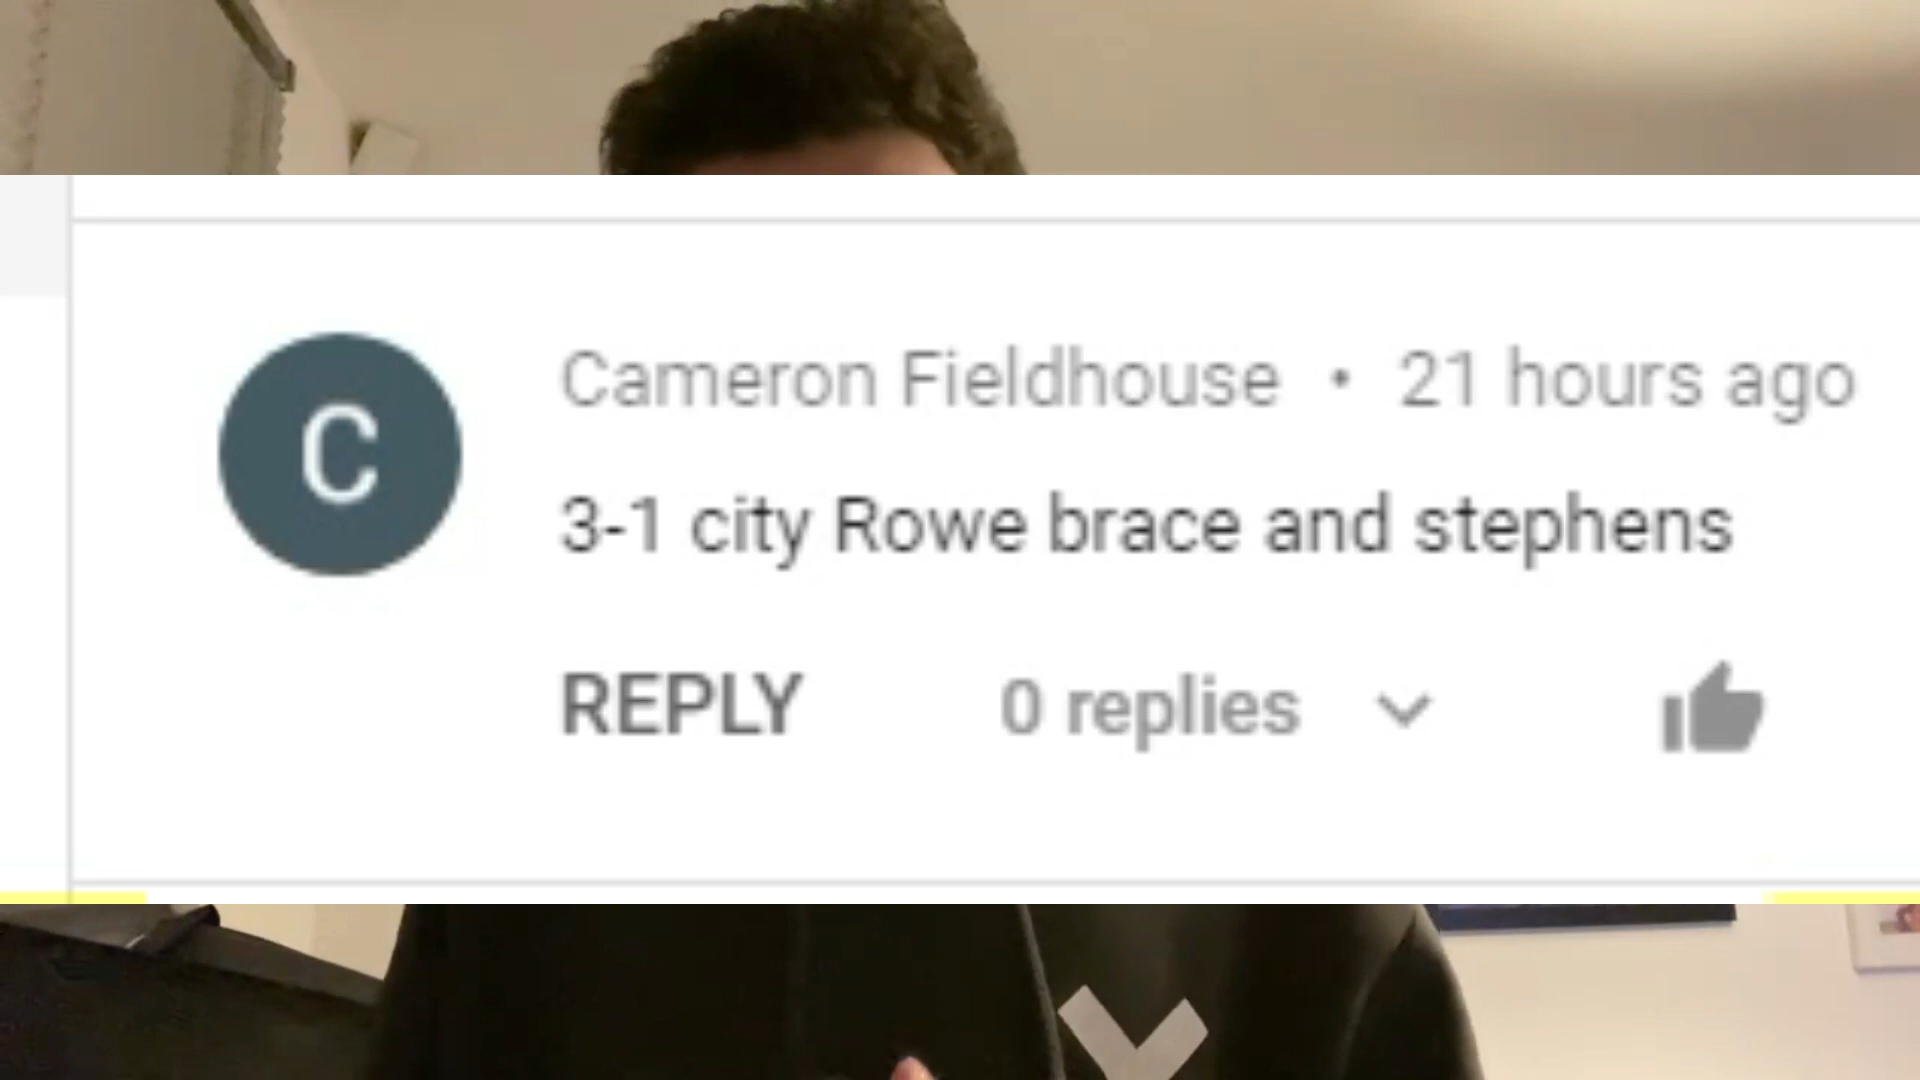 C
Cameron Fieldhouse • 21 hours ago
3-1 city Rowe brace and stephens
REPLY 0 replies